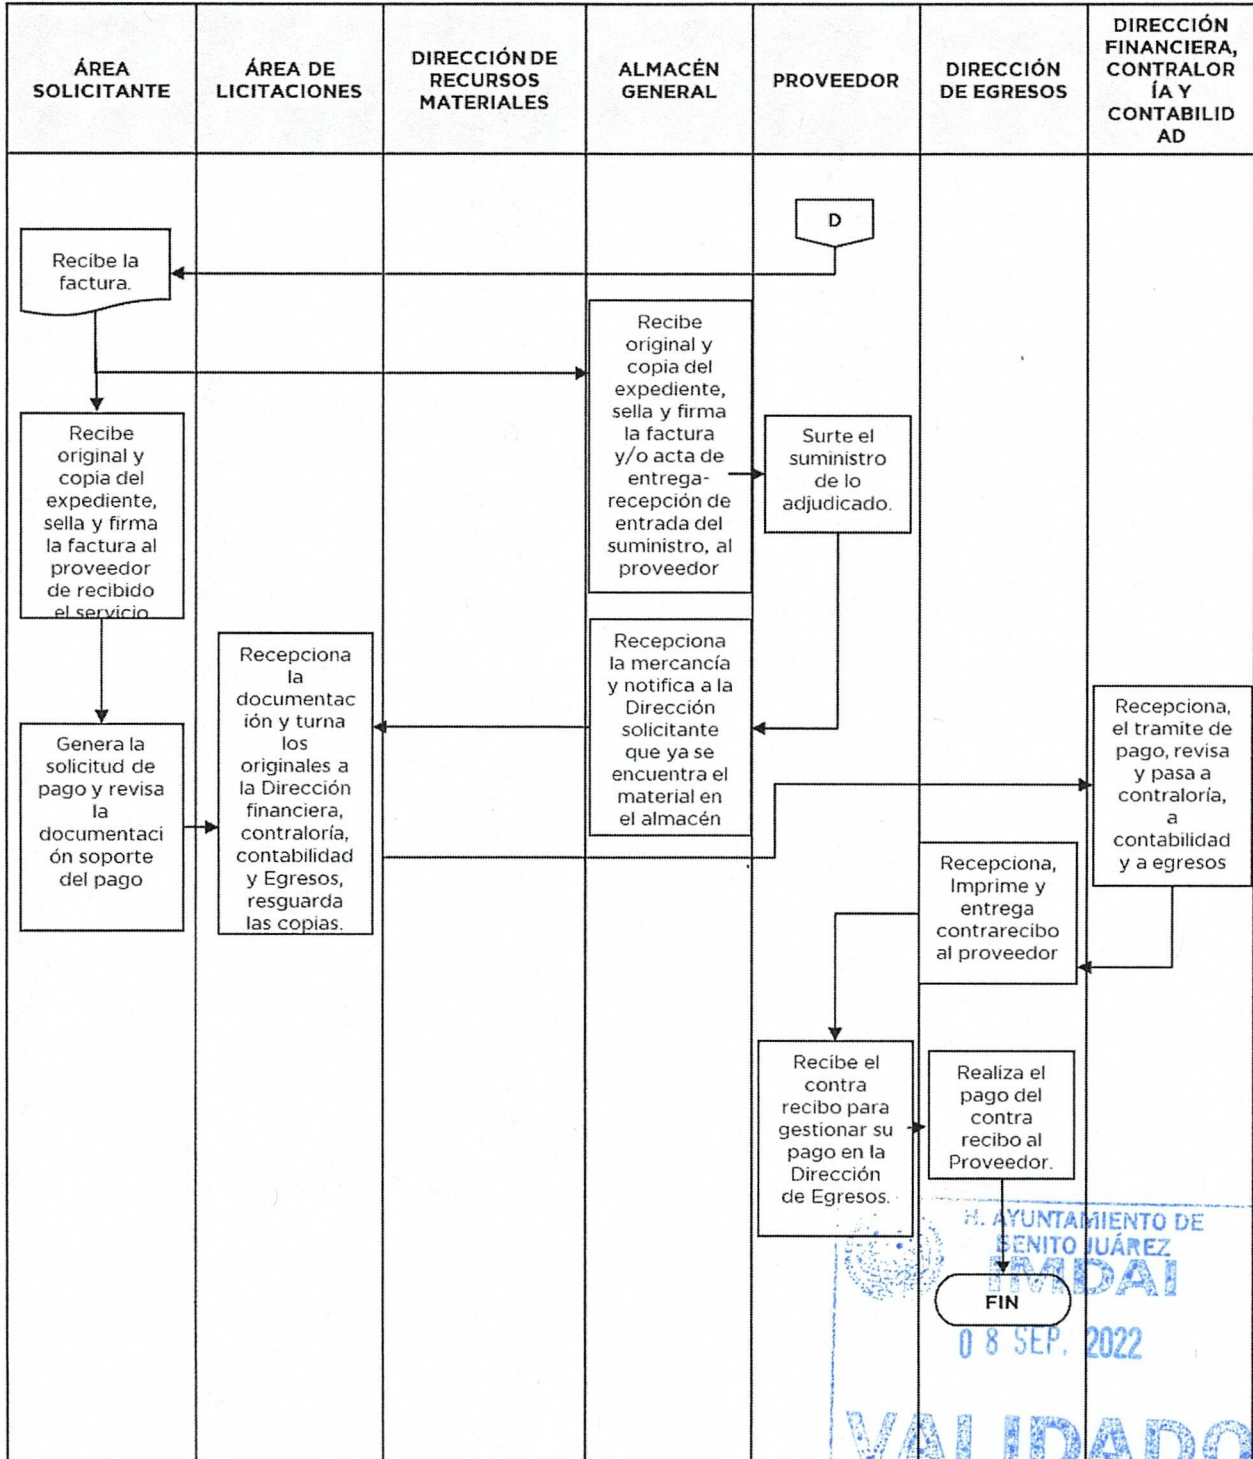 ÁREA
SOLICITANTE
ÁREA DE
LICITACIONES
DIRECCIÓN DE
RECURSOS
MATERIALES
ALMACÉN
GENERAL
PROVEEDOR
DIRECCIÓN
DE EGRESOS
DIRECCIÓN
FINANCIERA,
CONTRALOR
ÍA Y
CONTABILID
AD
D
Recibe la
factura.
Recibe
original y
copia del
expediente,
sella y firma
la factura
y/o acta de
entrega-
recepción de
entrada del
suministro, al
proveedor
Surte el
suministro
de lo
adjudicado.
Recibe
original y
copia del
expediente,
sella y firma
la factura al
proveedor
de recibido
el servicio
Recepciona
la mercancía
y notifica a la
Dirección
solicitante
que ya se
encuentra el
material en
el almacén
Recepciona
la
documentac
ión y turna
los
originales a
la Dirección
financiera,
contraloría,
contabilidad
y Egresos,
resguarda
las copias.
Genera la
solicitud de
pago y revisa
la
documentaci
ón soporte
del pago
Recepciona,
el tramite de
pago, revisa
y pasa a
contraloría,
a
contabilidad
y a egresos
Recepciona,
Imprime y
entrega
contrarecibo
al proveedor
Recibe el
contra
recibo para
gestionar su
pago en la
Dirección
de Egresos.
Realiza el
pago del
contra
recibo al
Proveedor.
H. AYUNTAMIENTO DE
BENITO JUÁREZ
IMDAI
FIN
08 SEP. 2022
VALIDADO